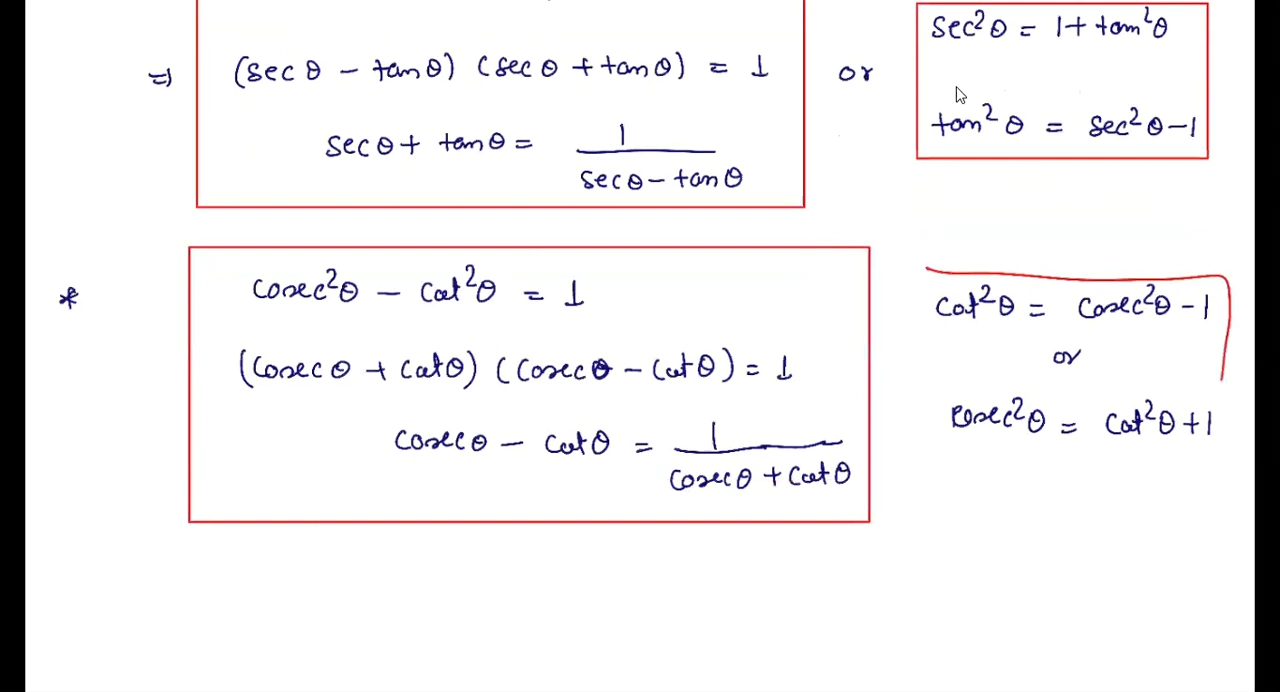 ⇒ (sec θ − tan θ) (sec θ + tan θ) = 1 or
sec θ + tan θ = 1 / (sec θ − tan θ)
sec²θ = 1 + tan²θ
tan²θ = sec²θ − 1
* cosec²θ − cot²θ = 1
(cosec θ + cot θ) (cosec θ − cot θ) = 1
cosec θ − cot θ = 1 / (cosec θ + cot θ)
cot²θ = cosec²θ − 1
or
cosec²θ = cot²θ + 1